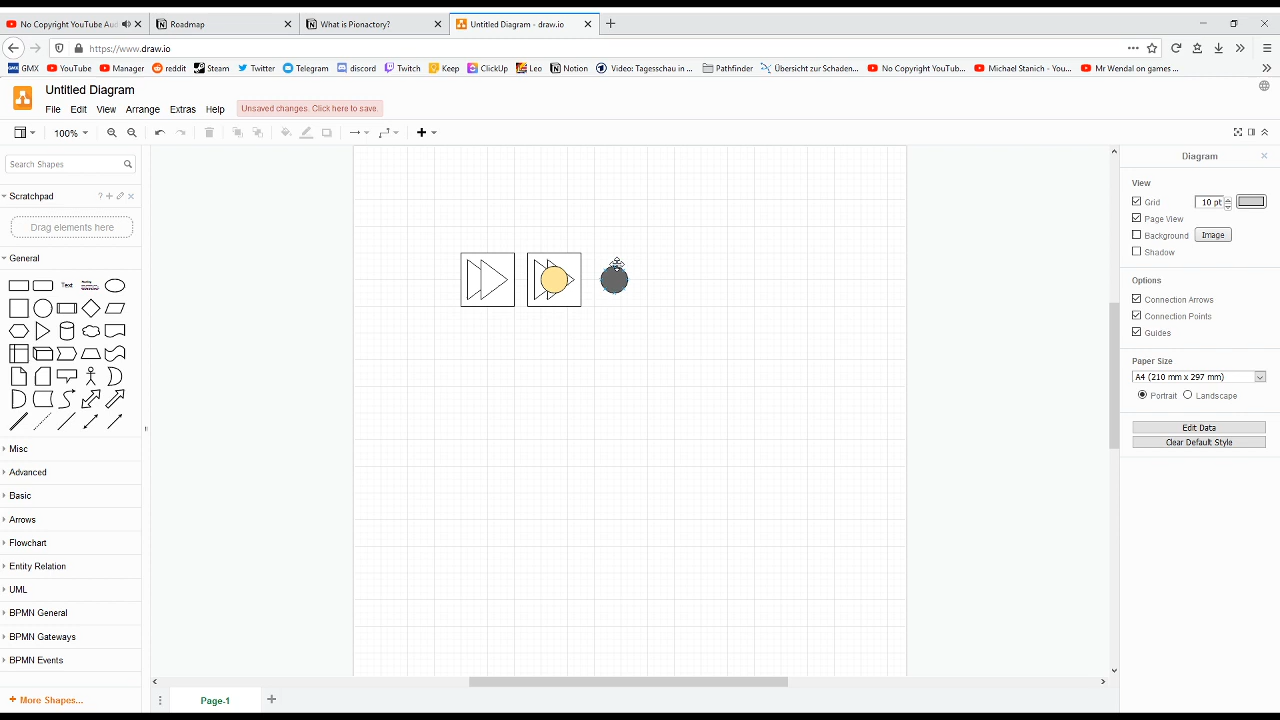 No Copyright YouTube Aud
Roadmap
What is Pionactory?
Untitled Diagram - draw.io
https://www.draw.io
GMX
YouTube
Manager
reddit
Steam
Twitter
Telegram
discord
Twitch
Keep
ClickUp
Notion
Video: Tagesschau in ...
Pathfinder...
Übersicht zur Schaden...
No Copyright YouTub...
Michael Stanich - You...
Mr Wendal on games...
Untitled Diagram
File Edit View Arrange Extras Help
Unsaved changes. Click here to save.
100%
Search Shapes
Scratchpad
?
Drag elements here
General
Text
Misc
Advanced
Basic
Arrows
Flowchart
Entity Relation
UML
BPMN General
BPMN Gateways
BPMN Events
+ More Shapes...
Page-1
Diagram
View
Grid
10 pt
Page View
Background
Image
Shadow
Options
Connection Arrows
Connection Points
Guides
Paper Size
A4 (210 mm x 297 mm)
Portrait Landscape
Edit Data
Clear Default Style